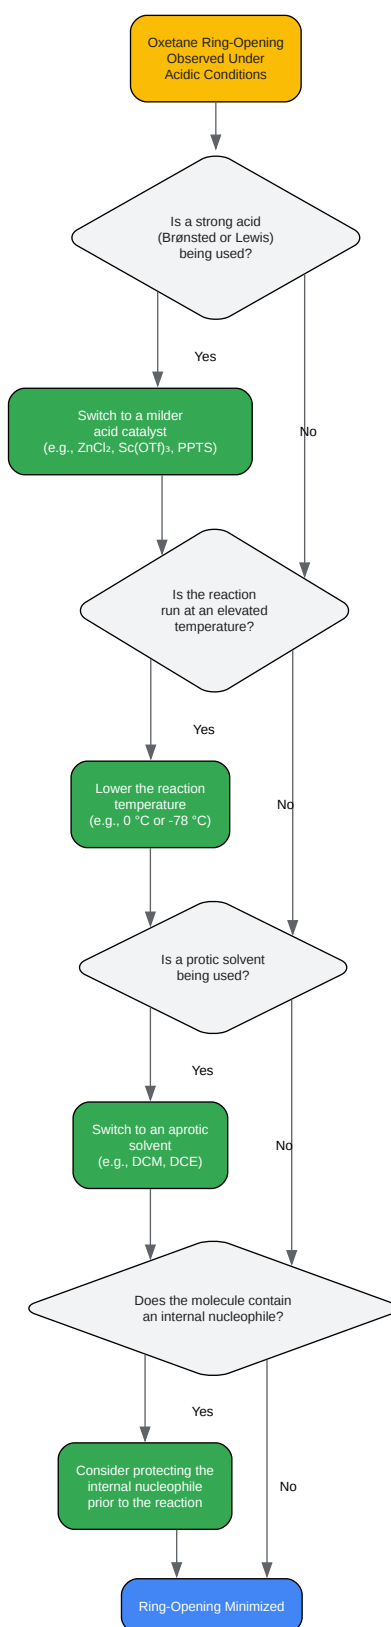 Oxetane Ring-Opening
Observed Under
Acidic Conditions
Is a strong acid
(Brønsted or Lewis)
being used?
Yes
Switch to a milder
acid catalyst
(e.g., ZnCl₂, Sc(OTf)₃, PPTS)
No
Is the reaction
run at an elevated
temperature?
Yes
Lower the reaction
temperature
(e.g., 0 °C or -78 °C)
No
Is a protic solvent
being used?
Yes
Switch to an aprotic
solvent
(e.g., DCM, DCE)
No
Does the molecule contain
an internal nucleophile?
Yes
Consider protecting the
internal nucleophile
prior to the reaction
No
Ring-Opening Minimized